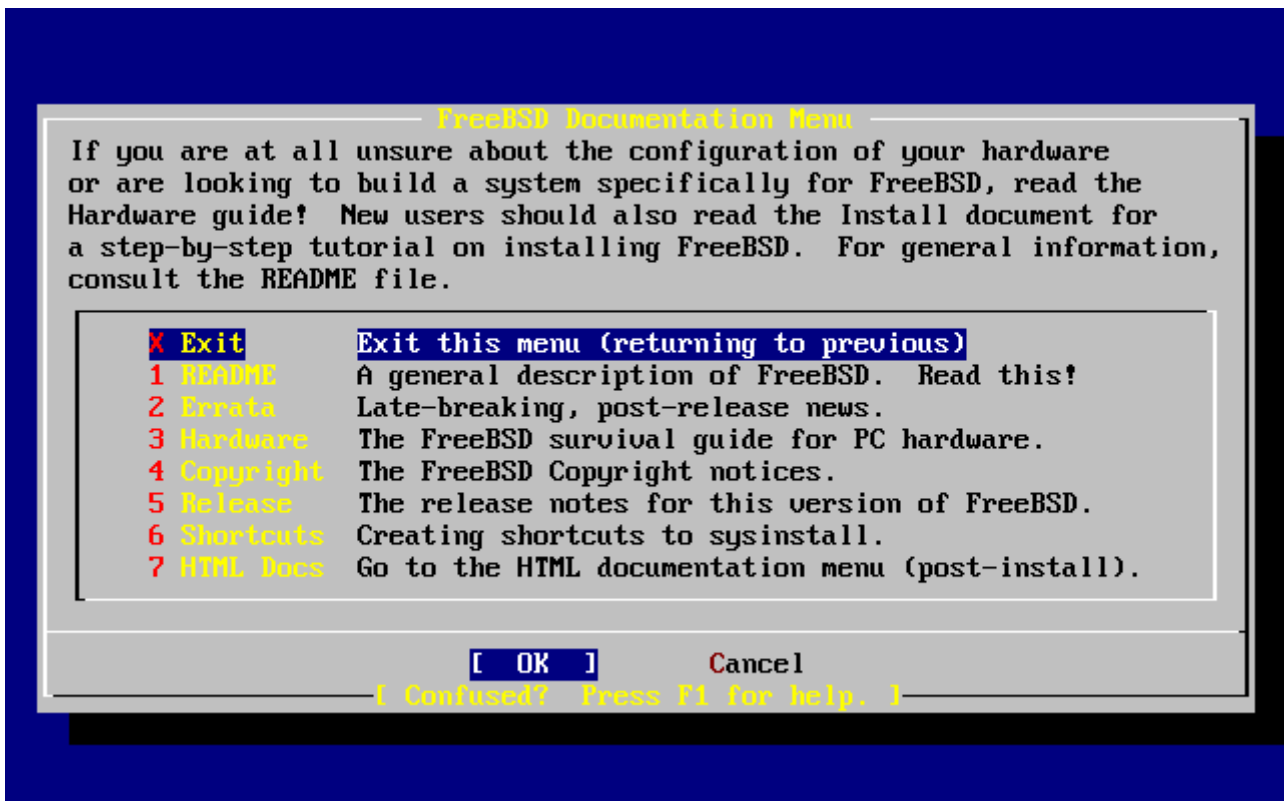 FreeBSD Documentation Menu
If you are at all unsure about the configuration of your hardware
or are looking to build a system specifically for FreeBSD, read the
Hardware guide!  New users should also read the Install document for
a step-by-step tutorial on installing FreeBSD.  For general information,
consult the README file.
X Exit Exit this menu (returning to previous)
1 README A general description of FreeBSD.  Read this!
2 Errata Late-breaking, post-release news.
3 Hardware The FreeBSD survival guide for PC hardware.
4 Copyright The FreeBSD Copyright notices.
5 Release The release notes for this version of FreeBSD.
6 Shortcuts Creating shortcuts to sysinstall.
7 HTML Docs Go to the HTML documentation menu (post-install).
[  OK  ] Cancel
[ Confused?  Press F1 for help. ]